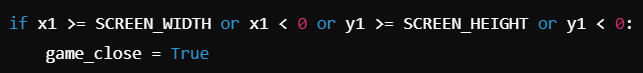 if x1 >= SCREEN_WIDTH or x1 < 0 or y1 >= SCREEN_HEIGHT or y1 < 0:
    game_close = True